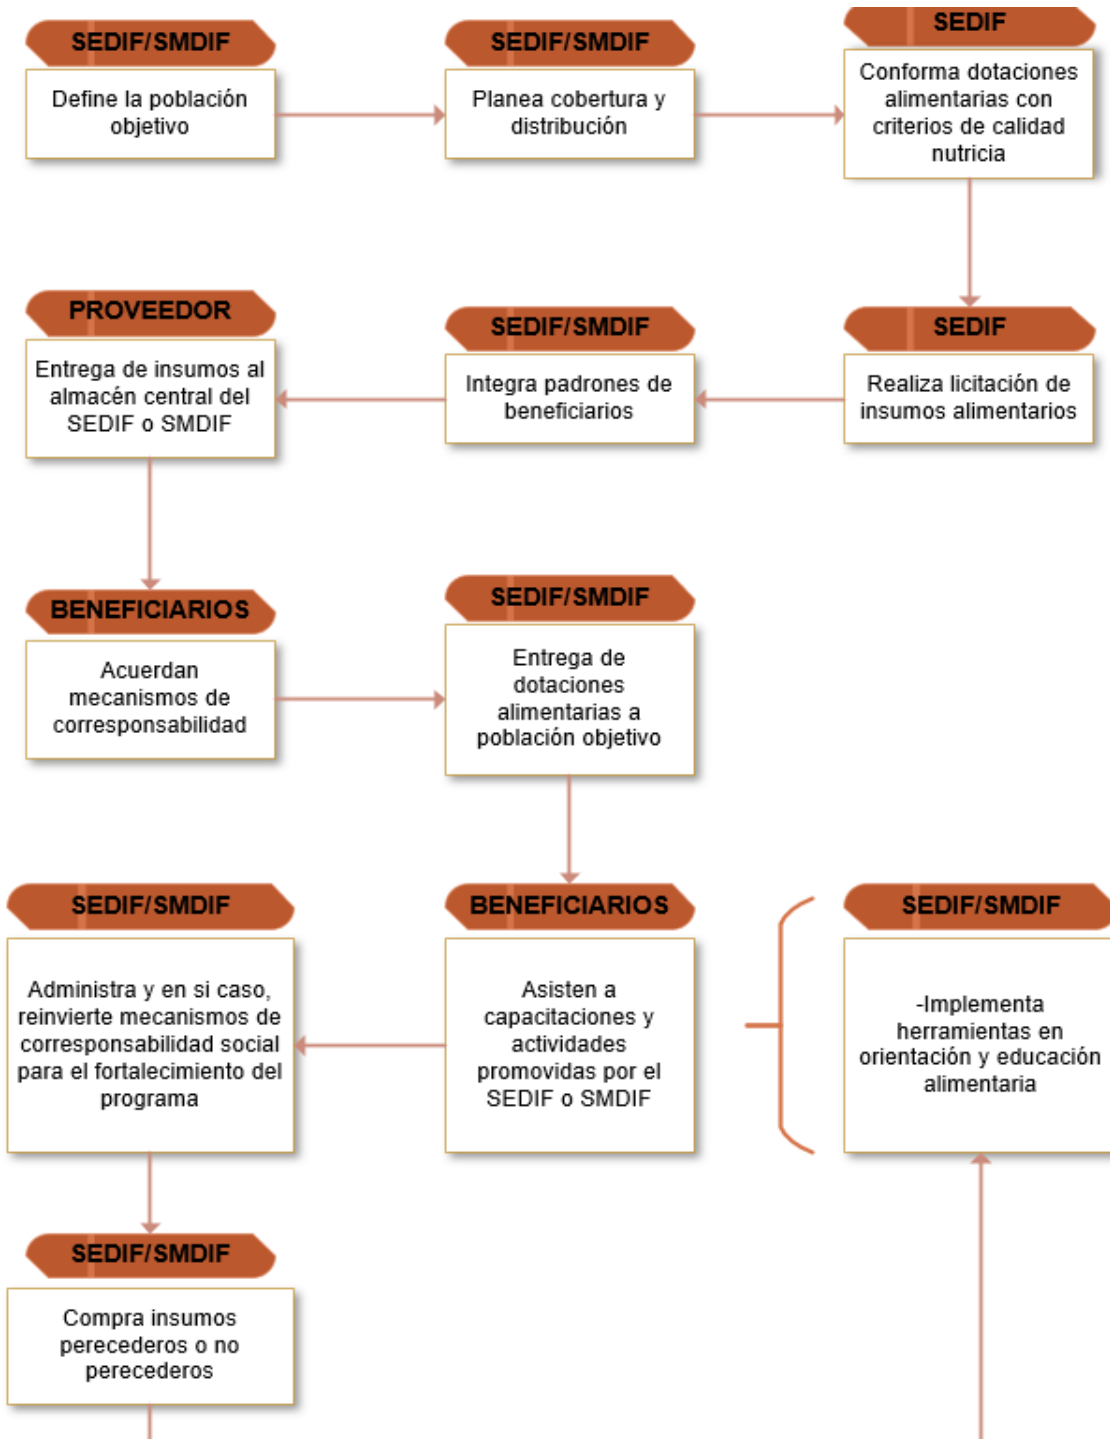 SEDIF/SMDIF
Define la población
objetivo
SEDIF/SMDIF
Planea cobertura y
distribución
SEDIF
Conforma dotaciones
alimentarias con
criterios de calidad
nutricia
PROVEEDOR
Entrega de insumos al
almacén central del
SEDIF o SMDIF
SEDIF/SMDIF
Integra padrones de
beneficiarios
SEDIF
Realiza licitación de
insumos alimentarios
BENEFICIARIOS
Acuerdan
mecanismos de
corresponsabilidad
SEDIF/SMDIF
Entrega de
dotaciones
alimentarias a
población objetivo
SEDIF/SMDIF
Administra y en si caso,
reinvierte mecanismos de
corresponsabilidad social
para el fortalecimiento del
programa
BENEFICIARIOS
Asisten a
capacitaciones y
actividades
promovidas por el
SEDIF o SMDIF
SEDIF/SMDIF
-Implementa
herramientas en
orientación y educación
alimentaria
SEDIF/SMDIF
Compra insumos
perecederos o no
perecederos